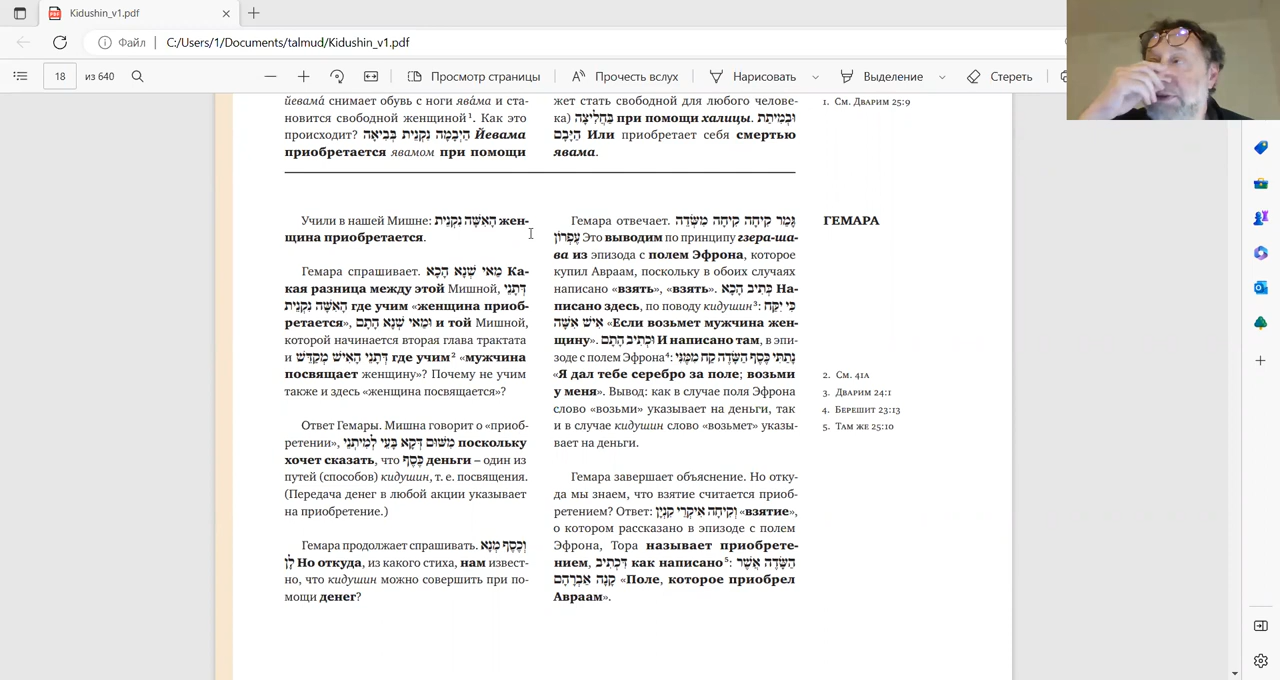 Kidushin_v1.pdf
Файл
C:/Users/1/Documents/talmud/Kidushin_v1.pdf
18
из 640
Просмотр страницы
Прочесть вслух
Нарисовать
Выделение
Стереть
йевама́ снимает обувь с ноги ява́ма и ста-
новится свободной женщиной¹. Как это
происходит? הַיְּבָמָה נִקְנֵית בְּבִיאָה Йевама
приобретается явамом при помощи
жет стать свободной для любого челове-
ка) בַּחֲלִיצָה при помощи халицы. וּבְמִיתַת
הַיָּבָם Или приобретает себя смертью
явама.
1. См. Дварим 25:9
Учили в нашей Мишне: הָאִשָּׁה נִקְנֵית жен-
щина приобретается.
Гемара спрашивает. מַאי שְׁנָא הָכָא Ка-
кая разница между этой Мишной, דְּתָנֵי
הָאִשָּׁה נִקְנֵית где учим «женщина приоб-
ретается», וּמַאי שְׁנָא הָתָם и той Мишной,
которой начинается вторая глава трактата
и דְּתָנֵי הָאִישׁ מְקַדֵּשׁ где учим² «мужчина
посвящает женщину»? Почему не учим
также и здесь «женщина посвящается»?
Ответ Гемары. Мишна говорит о «приоб-
ретении», מִשּׁוּם דְּקָא בָּעֵי לְמִיתְנֵי поскольку
хочет сказать, что כֶּסֶף деньги – один из
путей (способов) кидушин, т. е. посвящения.
(Передача денег в любой акции указывает
на приобретение.)
Гемара продолжает спрашивать. וְכֶסֶף מְנָא
לָן Но откуда, из какого стиха, нам извест-
но, что кидушин можно совершить при по-
мощи денег?
Гемара отвечает. גָּמַר קִיחָה קִיחָה מִשְּׂדֵה
עֶפְרוֹן Это выводим по принципу гзера-ша-
ва из эпизода с полем Эфрона, которое
купил Авраам, поскольку в обоих случаях
написано «взять», «взять». כְּתִיב הָכָא На-
писано здесь, по поводу кидушин³: כִּי יִקַּח
אִישׁ אִשָּׁה «Если возьмет мужчина жен-
щину». וּכְתִיב הָתָם И написано там, в эпи-
зоде с полем Эфрона⁴: נָתַתִּי כֶּסֶף הַשָּׂדֶה קַח מִמֶּנִּי
«Я дал тебе серебро за поле; возьми
у меня». Вывод: как в случае поля Эфрона
слово «возьми» указывает на деньги, так
и в случае кидушин слово «возьмет» указы-
вает на деньги.
Гемара завершает объяснение. Но отку-
да мы знаем, что взятие считается приоб-
ретением? Ответ: וְקִיחָה אִיקְּרֵי קִנְיָן «взятие»,
о котором рассказано в эпизоде с полем
Эфрона, Тора называет приобрете-
нием, דִּכְתִיב как написано⁵: הַשָּׂדֶה אֲשֶׁר
קָנָה אַבְרָהָם «Поле, которое приобрел
Авраам».
ГЕМАРА
2. См. 41А
3. Дварим 24:1
4. Берешит 23:13
5. Там же 25:10